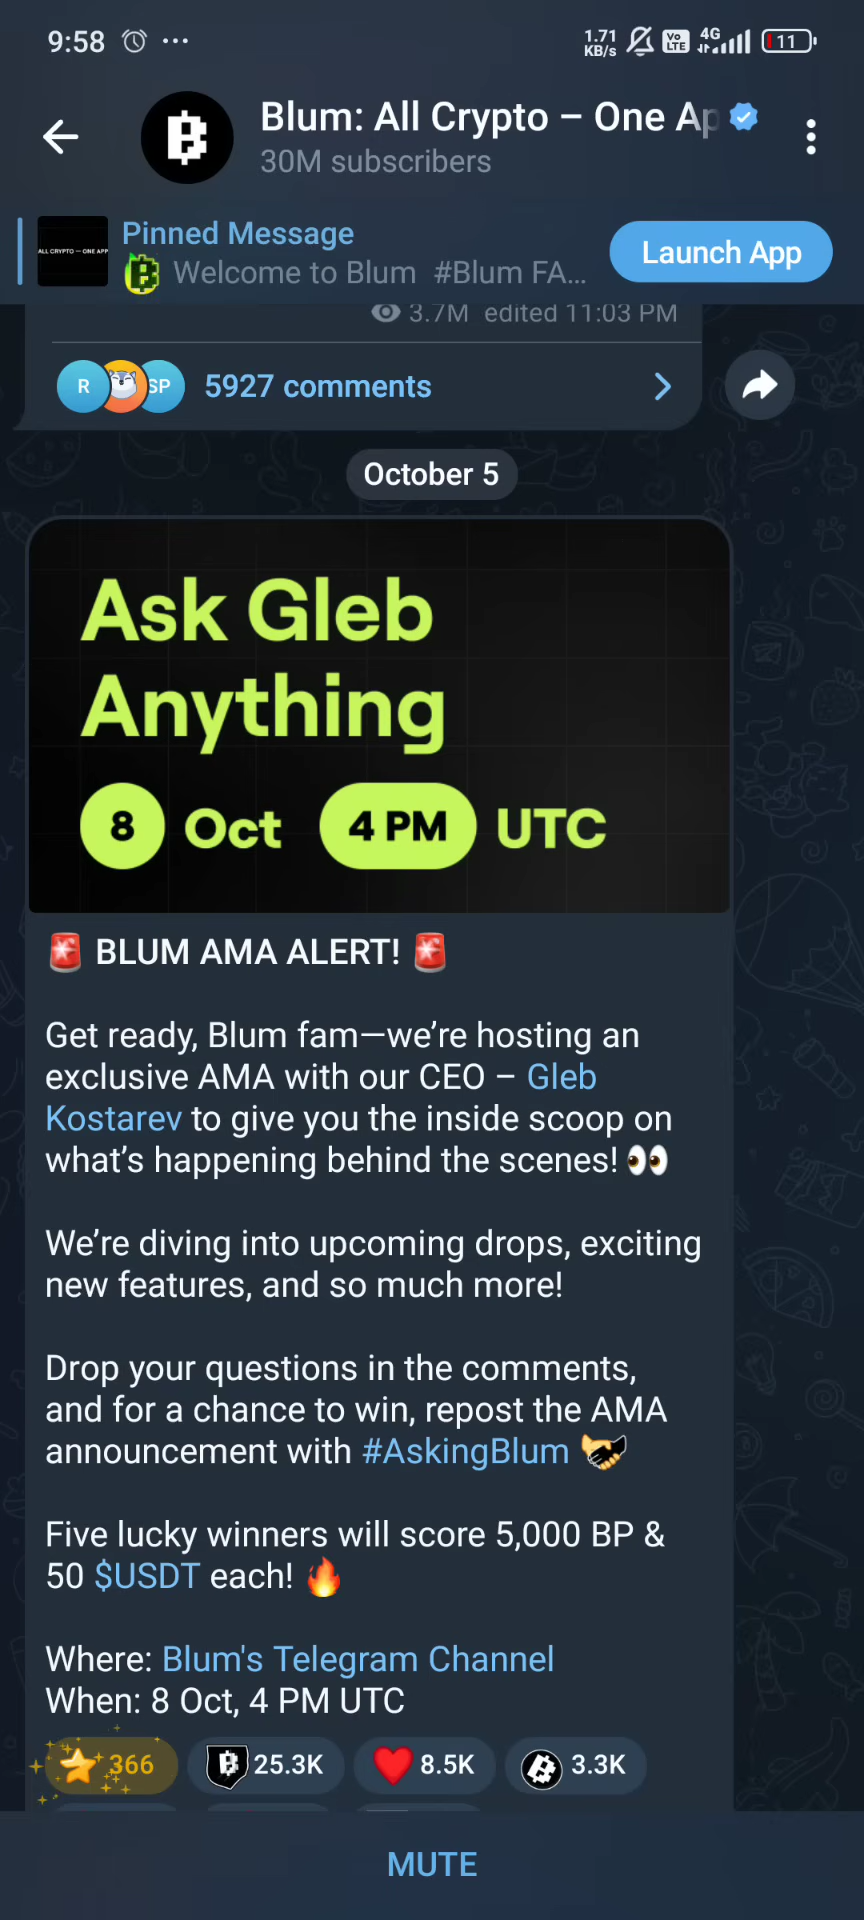 9:58
1.71 KB/s
Vo LTE
4G
11
Blum: All Crypto – One Ap
30M subscribers
ALL CRYPTO — ONE APP
Pinned Message
Welcome to Blum #Blum FA...
Launch App
3.7M edited 11:03 PM
R
SP
5927 comments
October 5
Ask Gleb
Anything
8 Oct 4 PM UTC
🚨 BLUM AMA ALERT! 🚨
Get ready, Blum fam—we’re hosting an
exclusive AMA with our CEO – Gleb
Kostarev to give you the inside scoop on
what’s happening behind the scenes! 👀
We’re diving into upcoming drops, exciting
new features, and so much more!
Drop your questions in the comments,
and for a chance to win, repost the AMA
announcement with #AskingBlum 🤝
Five lucky winners will score 5,000 BP &
50 $USDT each! 🔥
Where: Blum's Telegram Channel
When: 8 Oct, 4 PM UTC
366
25.3K
8.5K
3.3K
MUTE